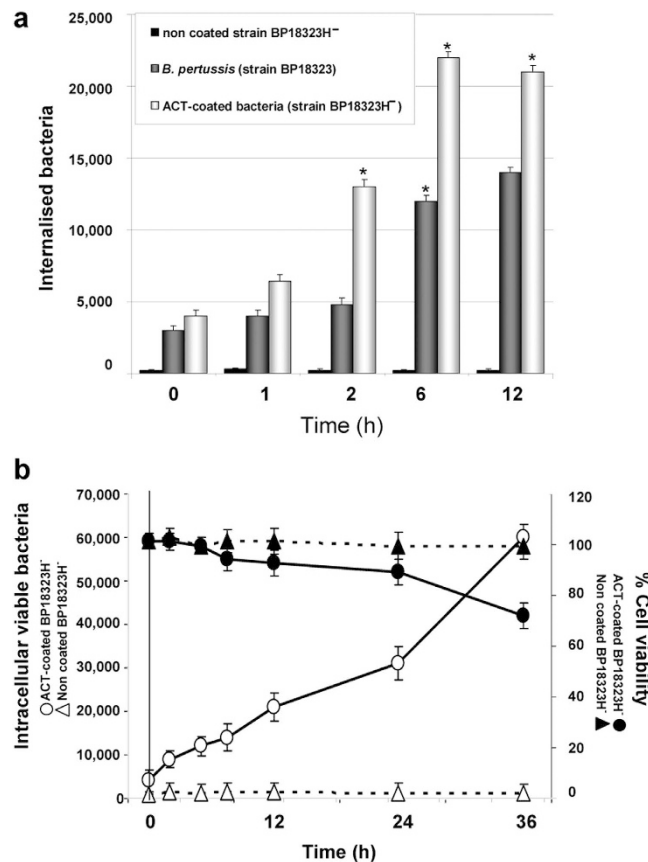 a
25,000
20,000
15,000
10,000
5,000
0
Internalised bacteria
non coated strain BP18323H⁻
B. pertussis (strain BP18323)
ACT-coated bacteria (strain BP18323H⁻)
*
*
*
*
0 1 2 6 12
Time (h)
b
70,000
60,000
50,000
40,000
30,000
20,000
10,000
0
Intracellular viable bacteria
○ ACT-coated BP18323H⁻
△ Non coated BP18323H⁻
120
100
80
60
40
20
0
% Cell viability
ACT-coated BP18323H⁻ ●
Non coated BP18323H⁻ ▲
0 12 24 36
Time (h)